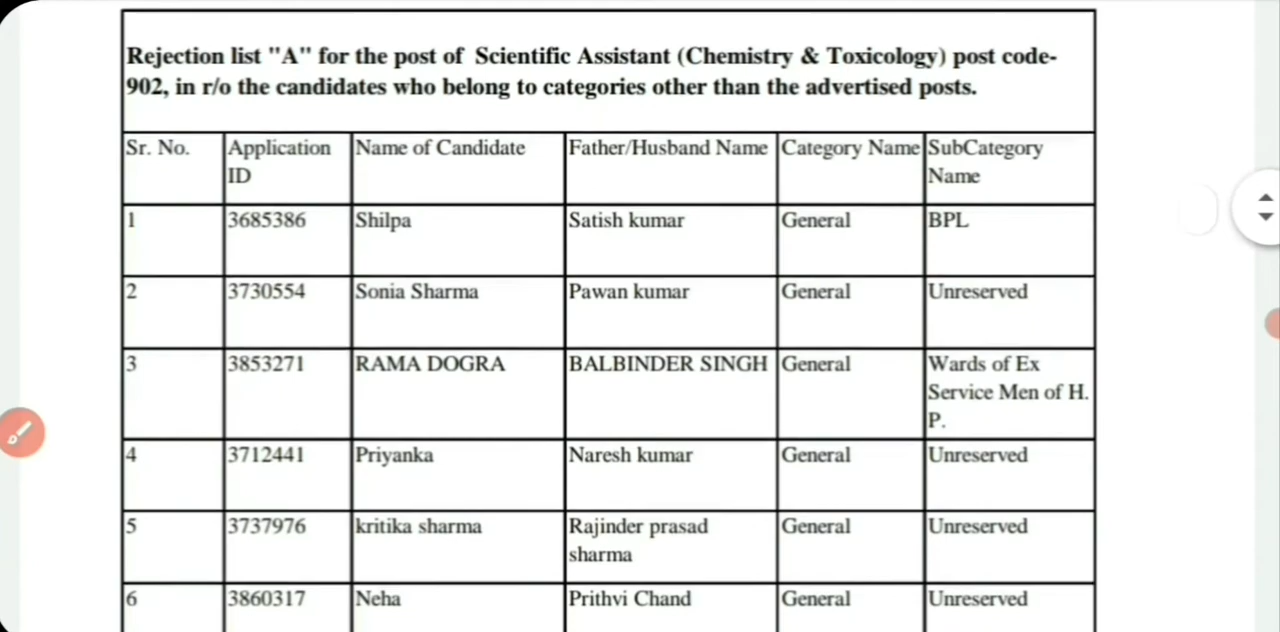 Rejection list "A" for the post of Scientific Assistant (Chemistry & Toxicology) post code-
902, in r/o the candidates who belong to categories other than the advertised posts.
Sr. No. Application ID Name of Candidate Father/Husband Name Category Name SubCategory Name
1 3685386 Shilpa Satish kumar General BPL
2 3730554 Sonia Sharma Pawan kumar General Unreserved
3 3853271 RAMA DOGRA BALBINDER SINGH General Wards of Ex Service Men of H. P.
4 3712441 Priyanka Naresh kumar General Unreserved
5 3737976 kritika sharma Rajinder prasad sharma General Unreserved
6 3860317 Neha Prithvi Chand General Unreserved